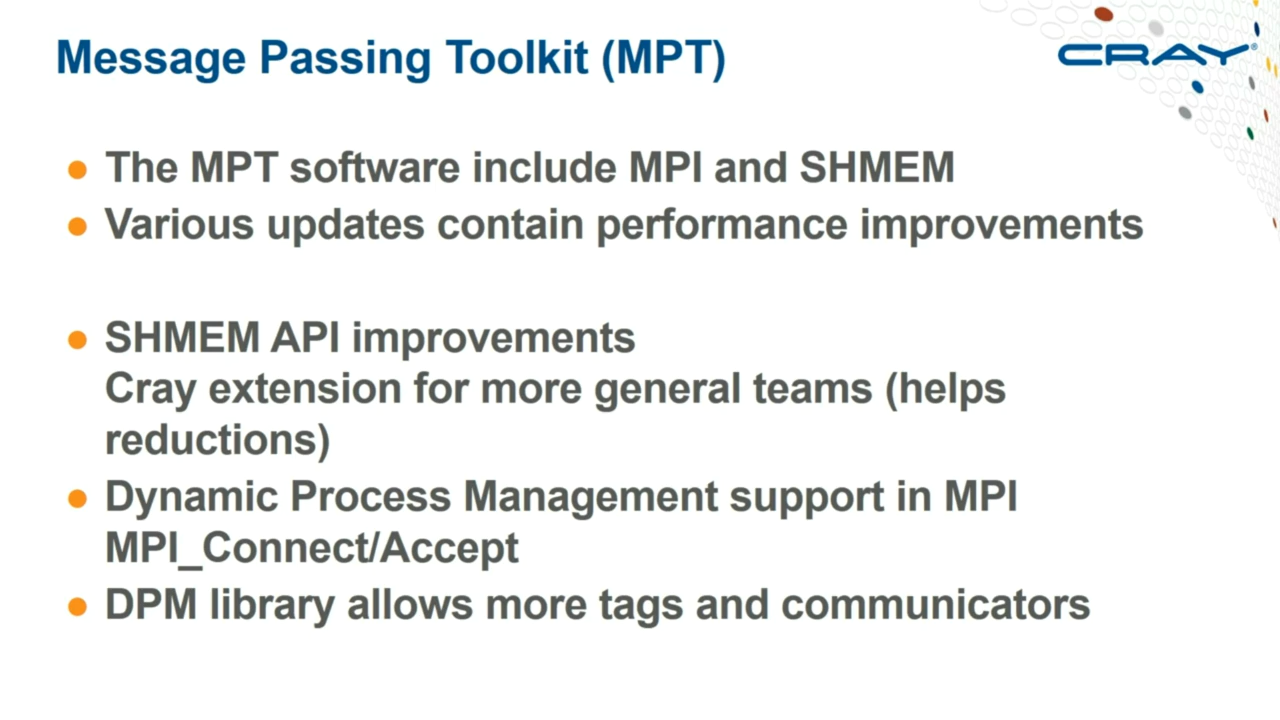 Message Passing Toolkit (MPT)
CRAY®
● The MPT software include MPI and SHMEM
● Various updates contain performance improvements
● SHMEM API improvements
Cray extension for more general teams (helps
reductions)
● Dynamic Process Management support in MPI
MPI_Connect/Accept
● DPM library allows more tags and communicators